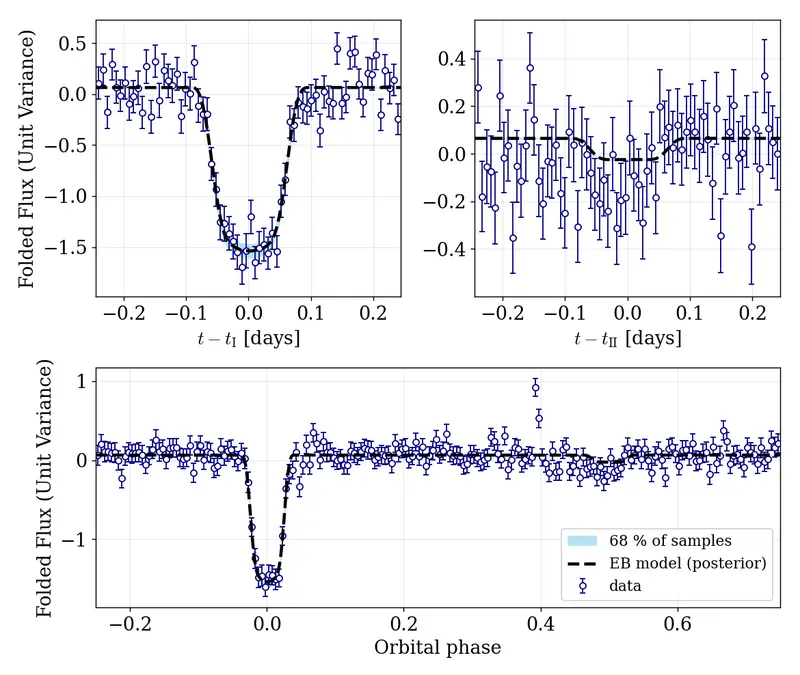 Folded Flux (Unit Variance)
0.5
0.0
−0.5
−1.0
−1.5
−0.2 −0.1 0.0 0.1 0.2
t − tI [days]
0.4
0.2
0.0
−0.2
−0.4
−0.2 −0.1 0.0 0.1 0.2
t − tII [days]
Folded Flux (Unit Variance)
1
0
−1
68 % of samples
EB model (posterior)
data
−0.2 0.0 0.2 0.4 0.6
Orbital phase